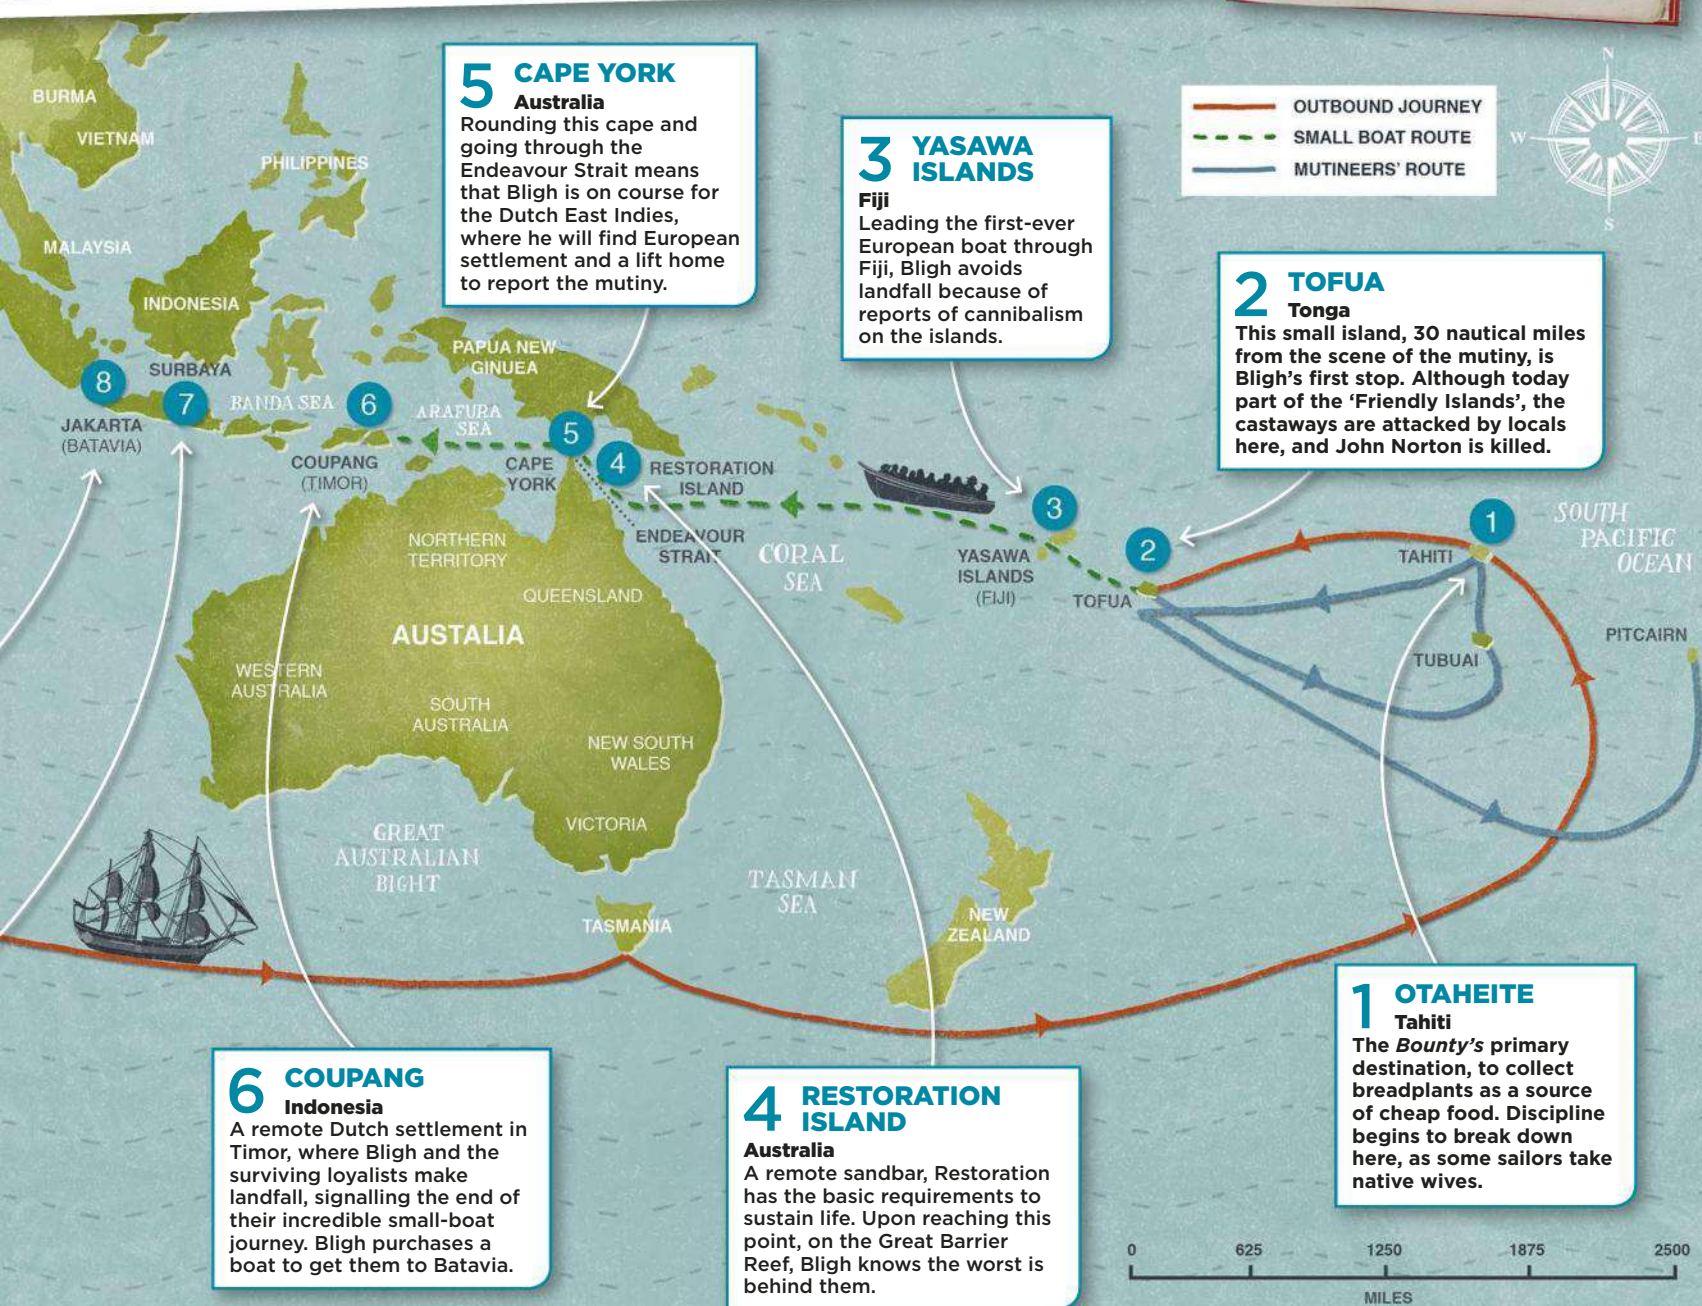 5 CAPE YORK
Australia
Rounding this cape and
going through the
Endeavour Strait means
that Bligh is on course for
the Dutch East Indies,
where he will find European
settlement and a lift home
to report the mutiny.
3 YASAWA
ISLANDS
Fiji
Leading the first-ever
European boat through
Fiji, Bligh avoids
landfall because of
reports of cannibalism
on the islands.
OUTBOUND JOURNEY
SMALL BOAT ROUTE
MUTINEERS' ROUTE
N
W
E
S
2 TOFUA
Tonga
This small island, 30 nautical miles
from the scene of the mutiny, is
Bligh's first stop. Although today
part of the ‘Friendly Islands’, the
castaways are attacked by locals
here, and John Norton is killed.
BURMA
VIETNAM
PHILIPPINES
MALAYSIA
INDONESIA
PAPUA NEW
GINUEA
8
SURBAYA
7
BANDA SEA
6
ARAFURA
SEA
5
JAKARTA
(BATAVIA)
COUPANG
(TIMOR)
CAPE
YORK
4
RESTORATION
ISLAND
ENDEAVOUR
STRAIT
CORAL
SEA
3
YASAWA
ISLANDS
(FIJI)
2
TOFUA
1
TAHITI
SOUTH
PACIFIC
OCEAN
TUBUAI
PITCAIRN
NORTHERN
TERRITORY
QUEENSLAND
AUSTALIA
WESTERN
AUSTRALIA
SOUTH
AUSTRALIA
NEW SOUTH
WALES
VICTORIA
GREAT
AUSTRALIAN
BIGHT
TASMANIA
TASMAN
SEA
NEW
ZEALAND
6 COUPANG
Indonesia
A remote Dutch settlement in
Timor, where Bligh and the
surviving loyalists make
landfall, signalling the end of
their incredible small-boat
journey. Bligh purchases a
boat to get them to Batavia.
4 RESTORATION
ISLAND
Australia
A remote sandbar, Restoration
has the basic requirements to
sustain life. Upon reaching this
point, on the Great Barrier
Reef, Bligh knows the worst is
behind them.
1 OTAHEITE
Tahiti
The Bounty's primary
destination, to collect
breadplants as a source
of cheap food. Discipline
begins to break down
here, as some sailors take
native wives.
0 625 1250 1875 2500
MILES